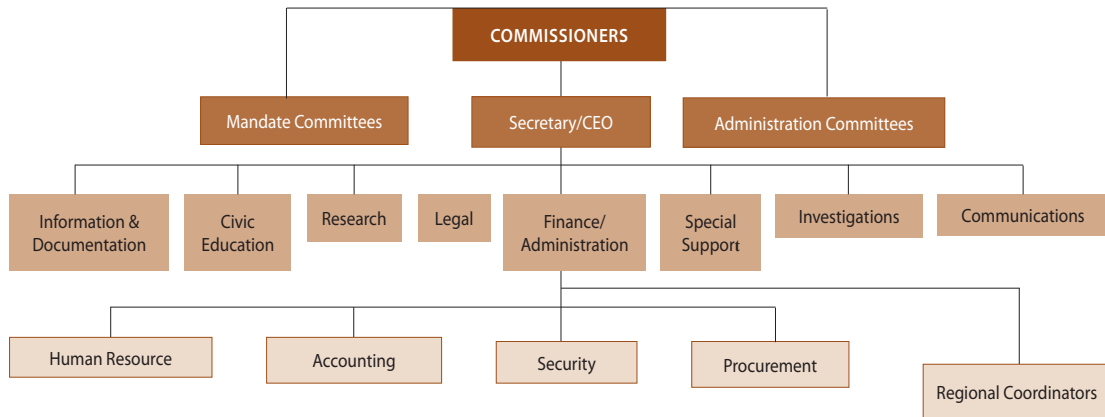 COMMISSIONERS
Mandate Committees
Secretary/CEO
Administration Committees
Information &
Documentation
Civic
Education
Research
Legal
Finance/
Administration
Special
Support
Investigations
Communications
Human Resource
Accounting
Security
Procurement
Regional Coordinators